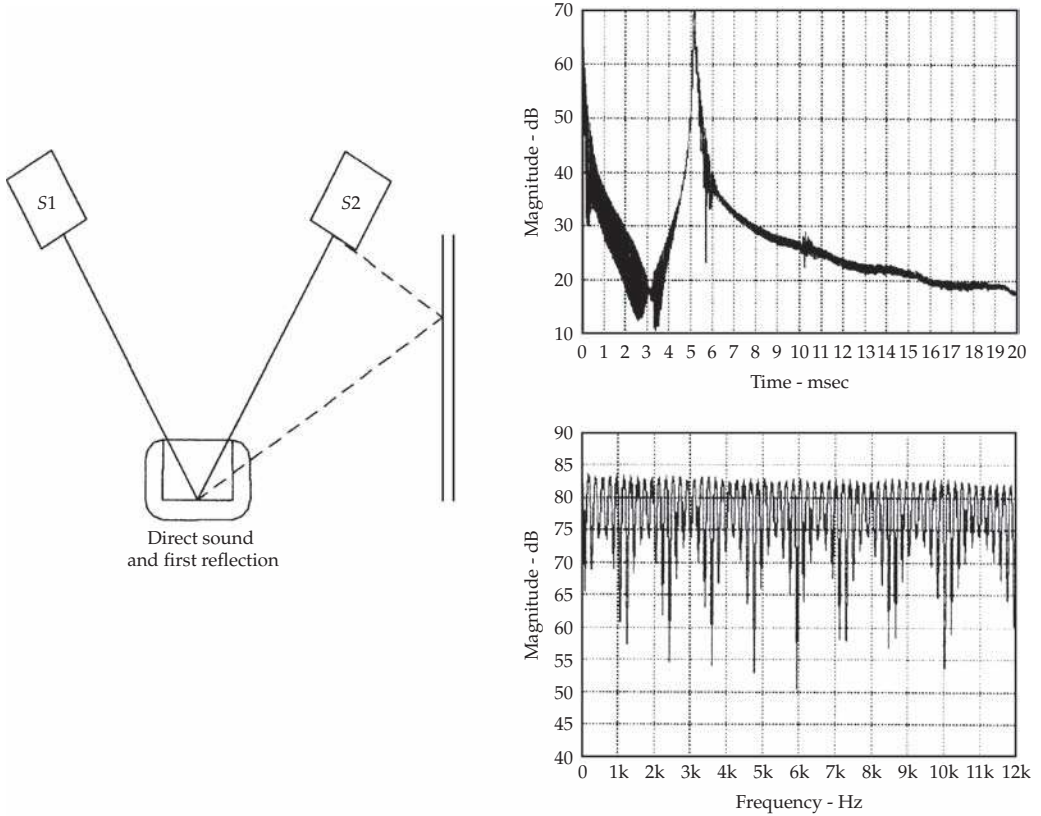 S1
S2
Direct sound
and first reflection
Magnitude - dB
70
60
50
40
30
20
10
0 1 2 3 4 5 6 7 8 9 10 11 12 13 14 15 16 17 18 19 20
Time - msec
Magnitude - dB
90
85
80
75
70
65
60
55
50
45
40
0 1k 2k 3k 4k 5k 6k 7k 8k 9k 10k 11k 12k
Frequency - Hz